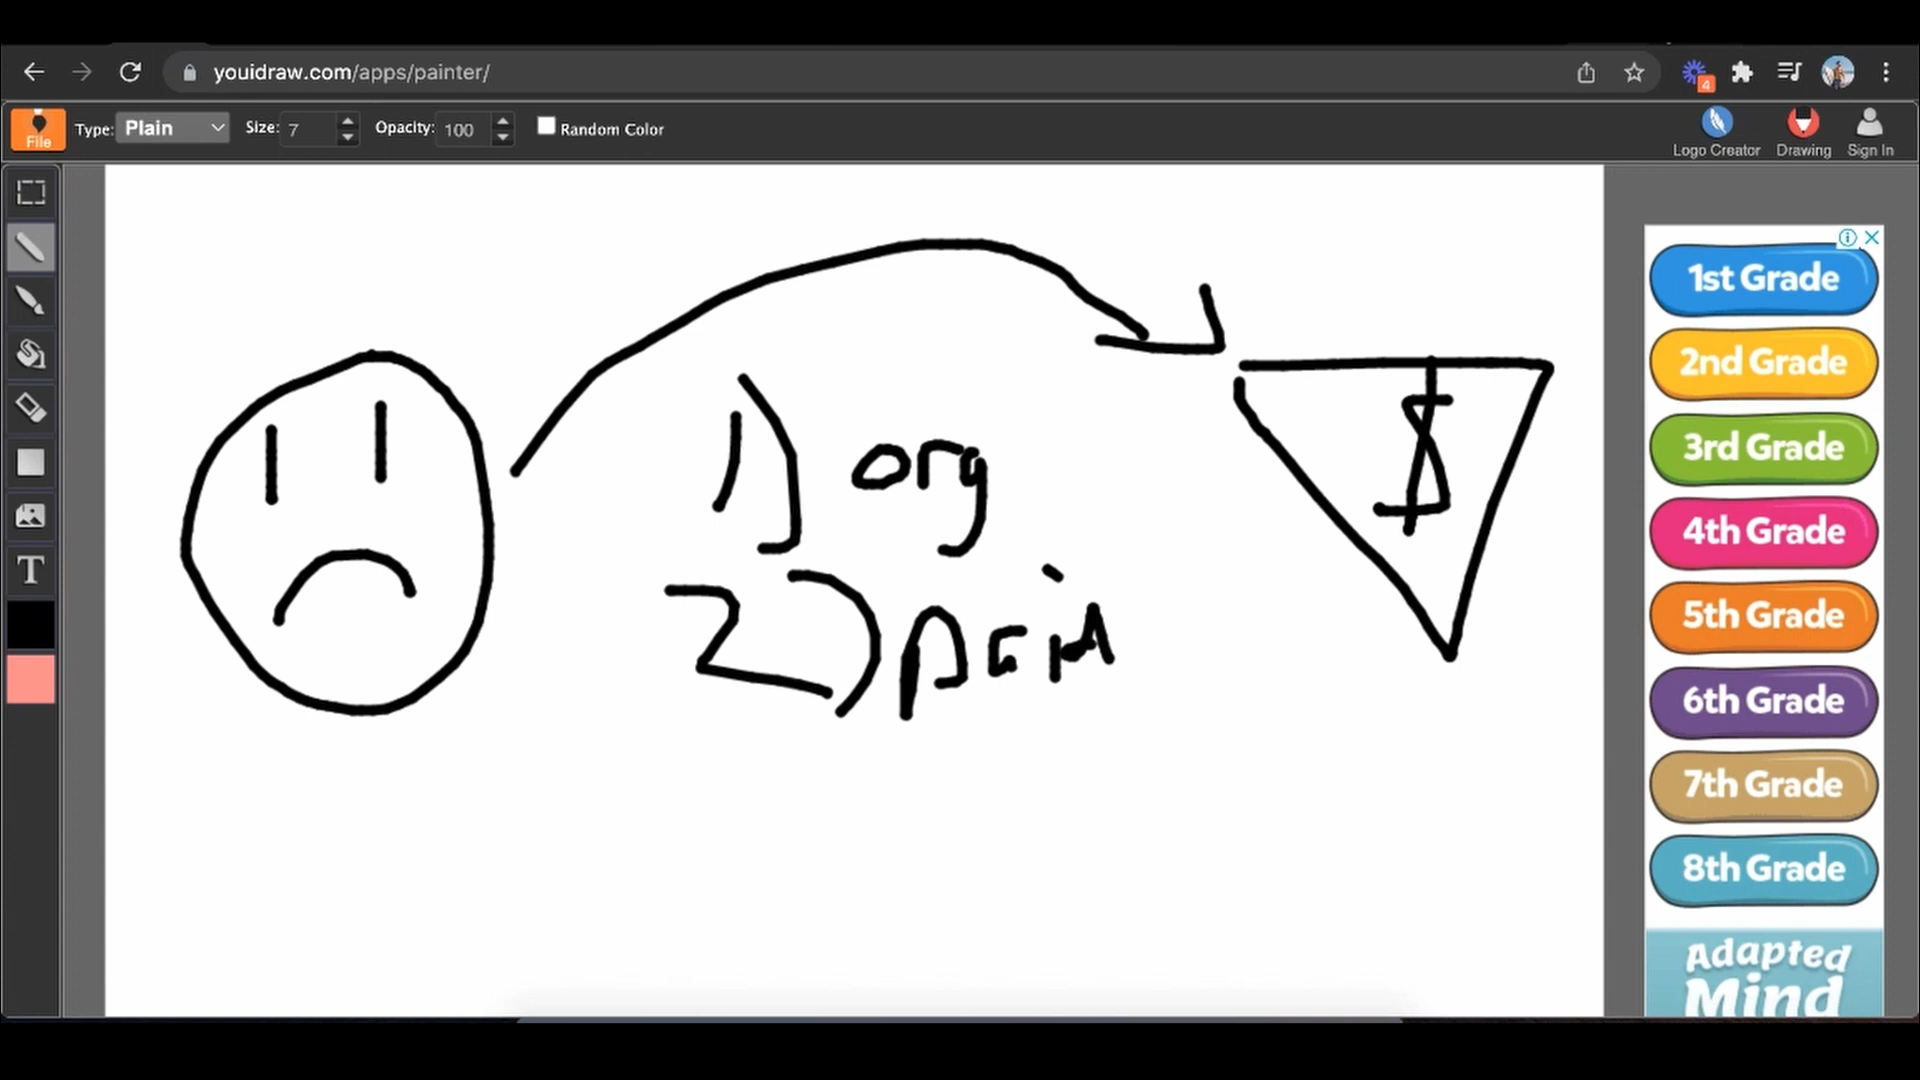 youidraw.com/apps/painter/
4
File
Type: Plain Size: 7 Opacity: 100 Random Color
Logo Creator Drawing Sign In
T
1) org
2) paid
$
1st Grade
2nd Grade
3rd Grade
4th Grade
5th Grade
6th Grade
7th Grade
8th Grade
Adapted
Mind